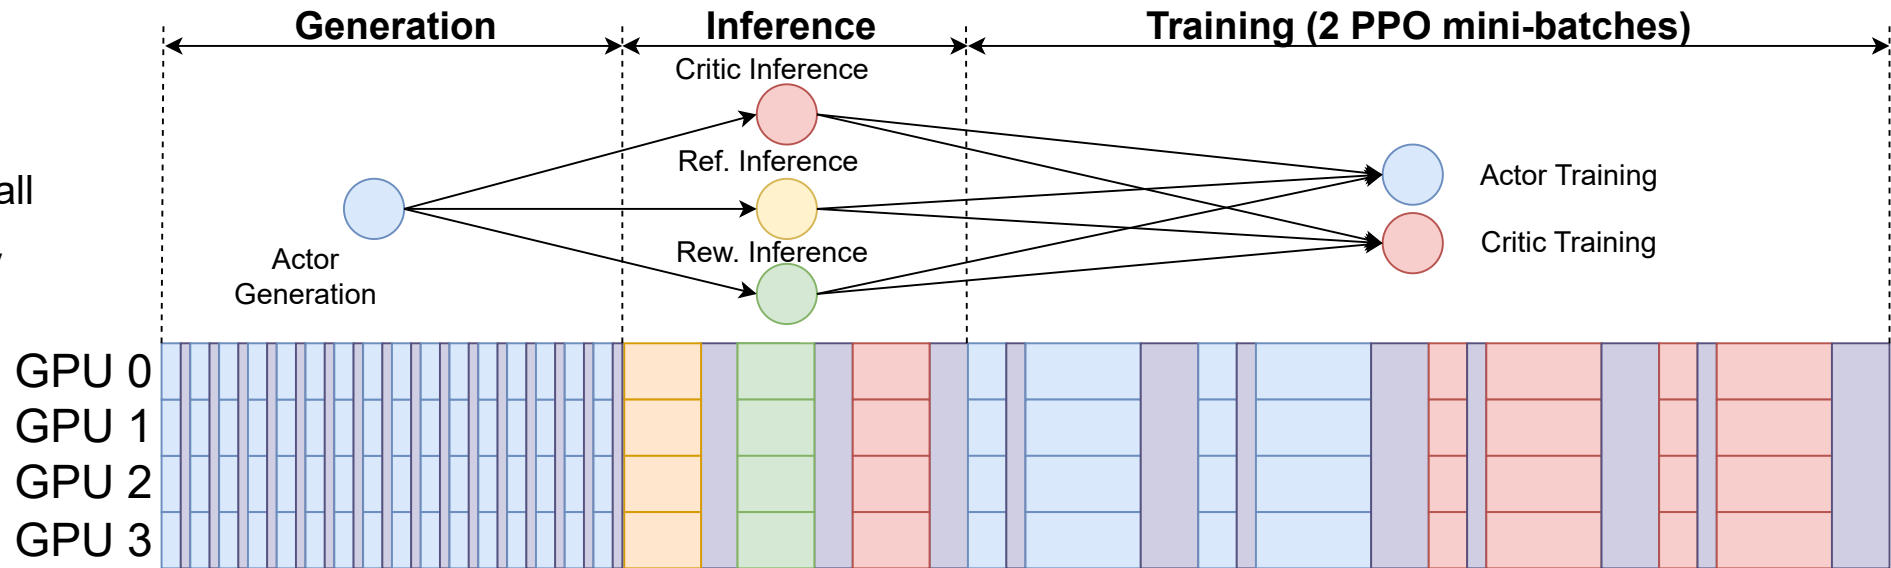 Generation
Inference
Training (2 PPO mini-batches)
Critic Inference
Ref. Inference
Rew. Inference
Actor
Generation
Actor Training
Critic Training
GPU 0
GPU 1
GPU 2
GPU 3